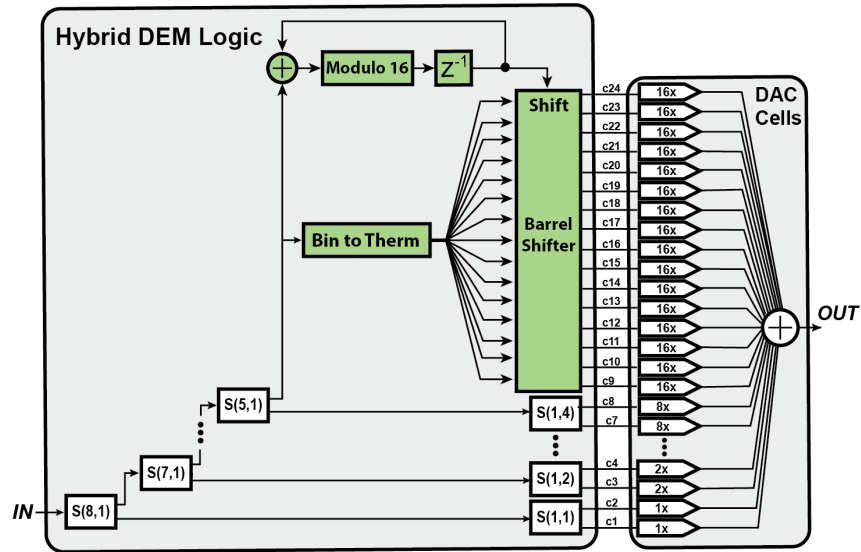 Hybrid DEM Logic
+
Modulo 16
Z-1
Shift
Barrel
Shifter
Bin to Therm
S(5,1)
S(7,1)
S(8,1)
IN
S(1,4)
S(1,2)
S(1,1)
DAC
Cells
c24 16x
c23 16x
c22 16x
c21 16x
c20 16x
c19 16x
c18 16x
c17 16x
c16 16x
c15 16x
c14 16x
c13 16x
c12 16x
c11 16x
c10 16x
c9 16x
c8 8x
c7 8x
c4 2x
c3 2x
c2 1x
c1 1x
+
OUT